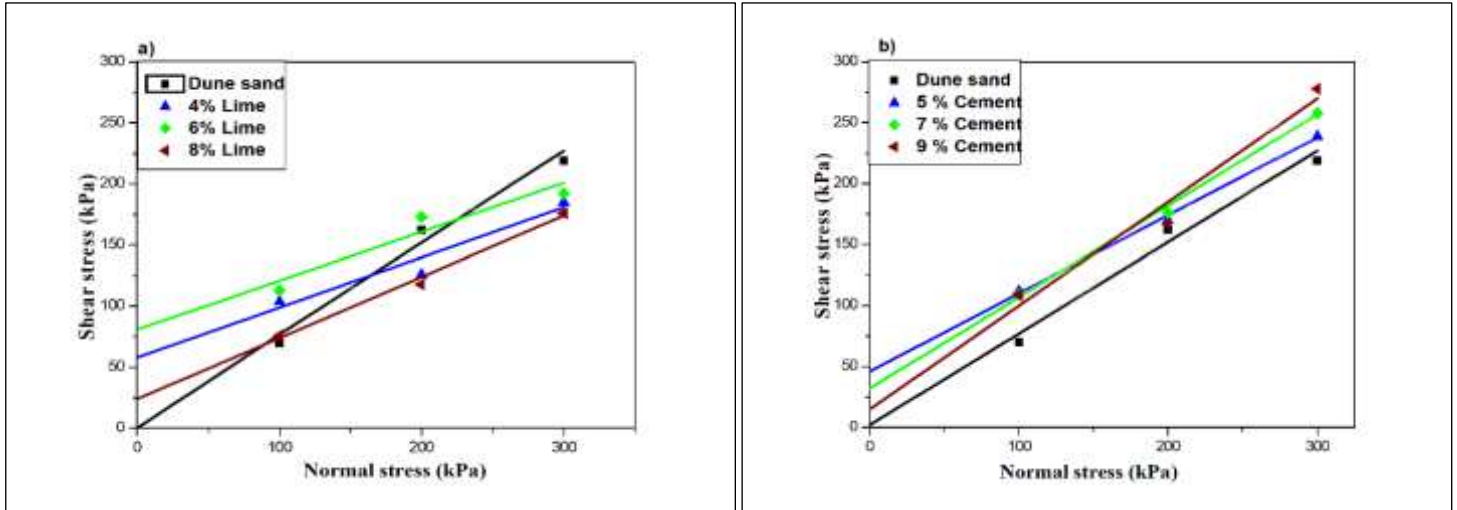 a)
Dune sand
4% Lime
6% Lime
8% Lime
300
250
200
150
100
50
0
Shear stress (kPa)
0 100 200 300
Normal stress (kPa)
b)
Dune sand
5 % Cement
7 % Cement
9 % Cement
300
250
200
150
100
50
0
Shear stress (kPa)
0 100 200 300
Normal stress (kPa)